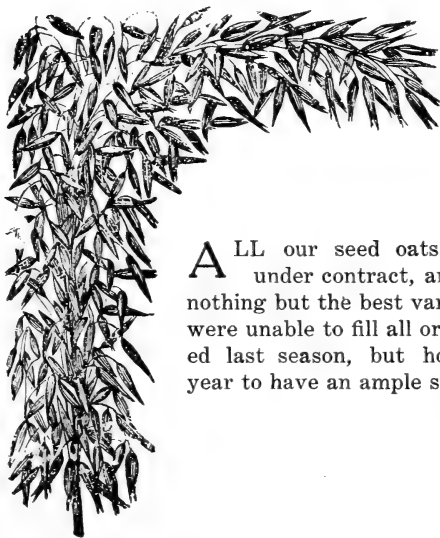 ALL our seed oats
under contract, an
nothing but the best var
were unable to fill all or
ed last season, but ho
year to have an ample s